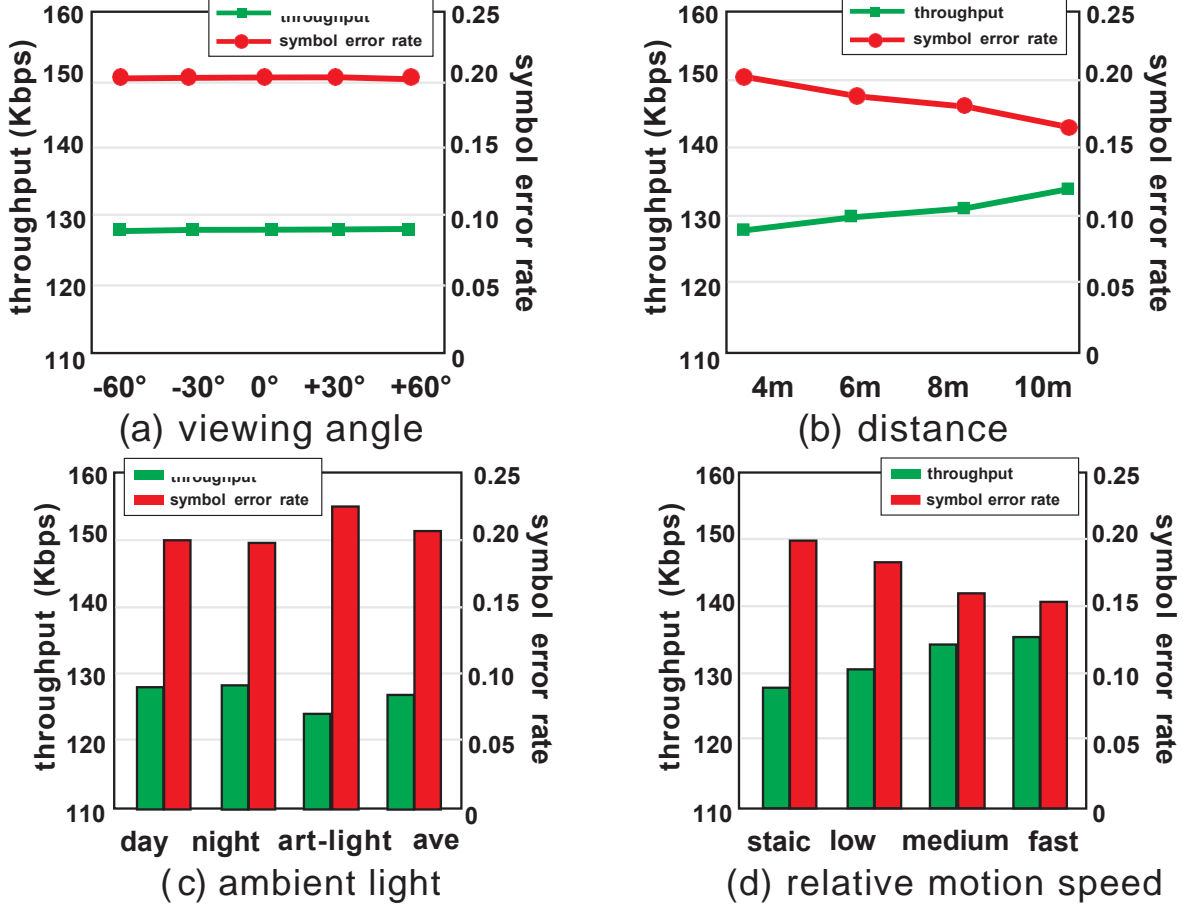 160
150
140
130
120
110
throughput (Kbps)
throughput
symbol error rate
0.25
0.20
0.15
0.10
0.05
0
symbol error rate
-60° -30° 0° +30° +60°
(a) viewing angle
160
150
140
130
120
110
throughput (Kbps)
throughput
symbol error rate
0.25
0.20
0.15
0.10
0.05
0
symbol error rate
4m 6m 8m 10m
(b) distance
160
150
140
130
120
110
throughput (Kbps)
throughput
symbol error rate
0.25
0.20
0.15
0.10
0.05
0
symbol error rate
day night art-light ave
(c) ambient light
160
150
140
130
120
110
throughput (Kbps)
throughput
symbol error rate
0.25
0.20
0.15
0.10
0.05
0
symbol error rate
staic low medium fast
(d) relative motion speed